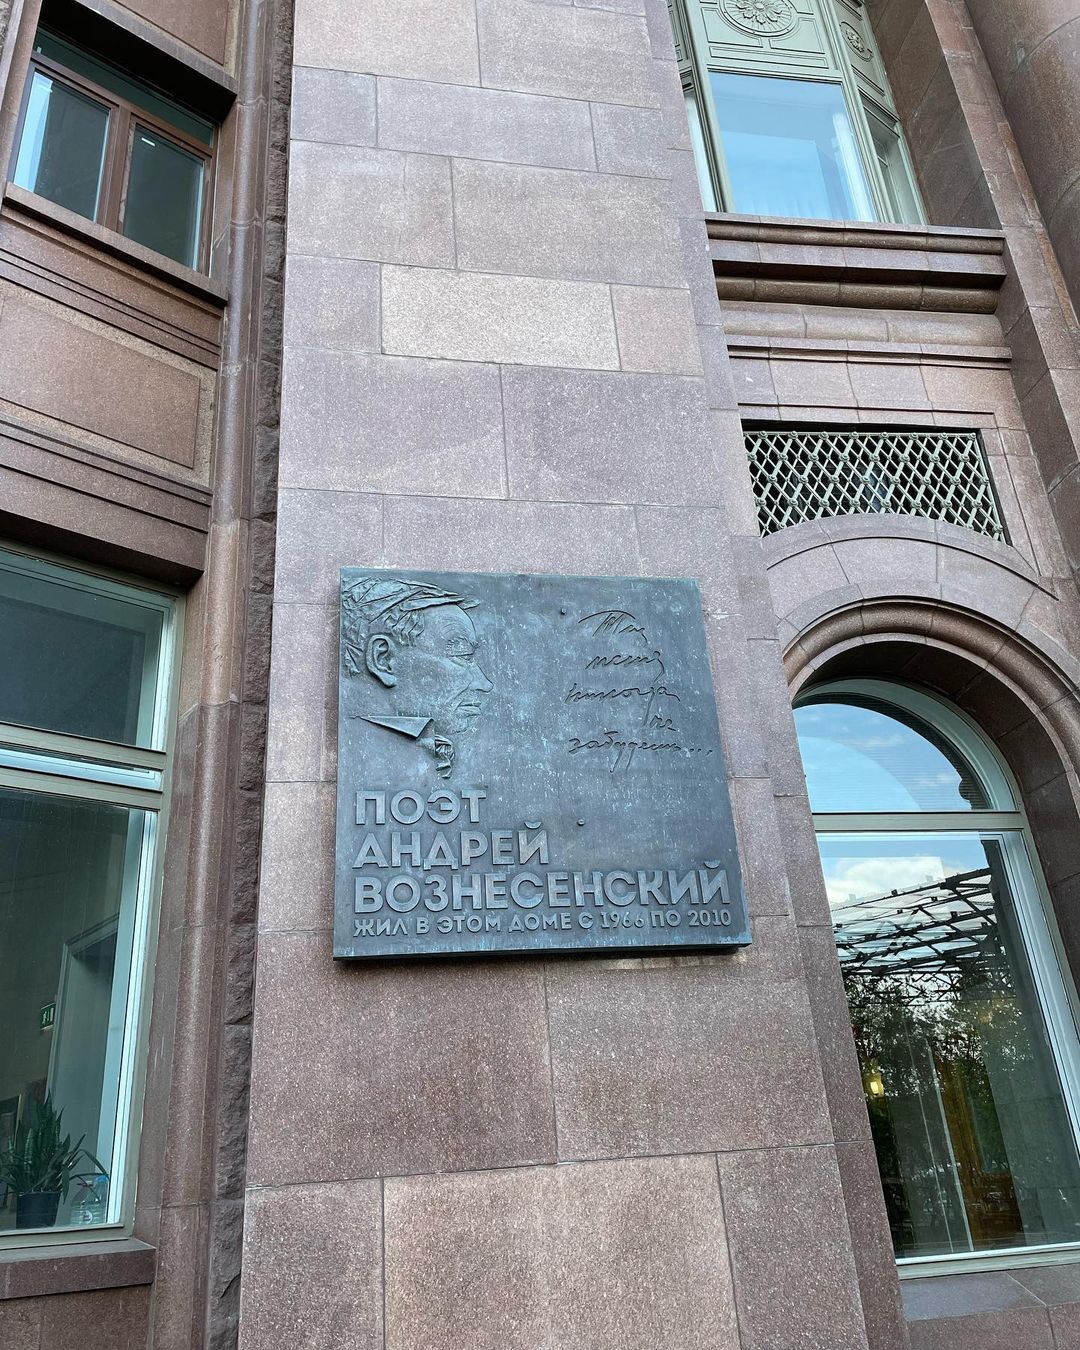 Ты
меня
никогда
не
забудешь...
ПОЭТ
АНДРЕЙ
ВОЗНЕСЕНСКИЙ
ЖИЛ В ЭТОМ ДОМЕ С 1966 ПО 2010